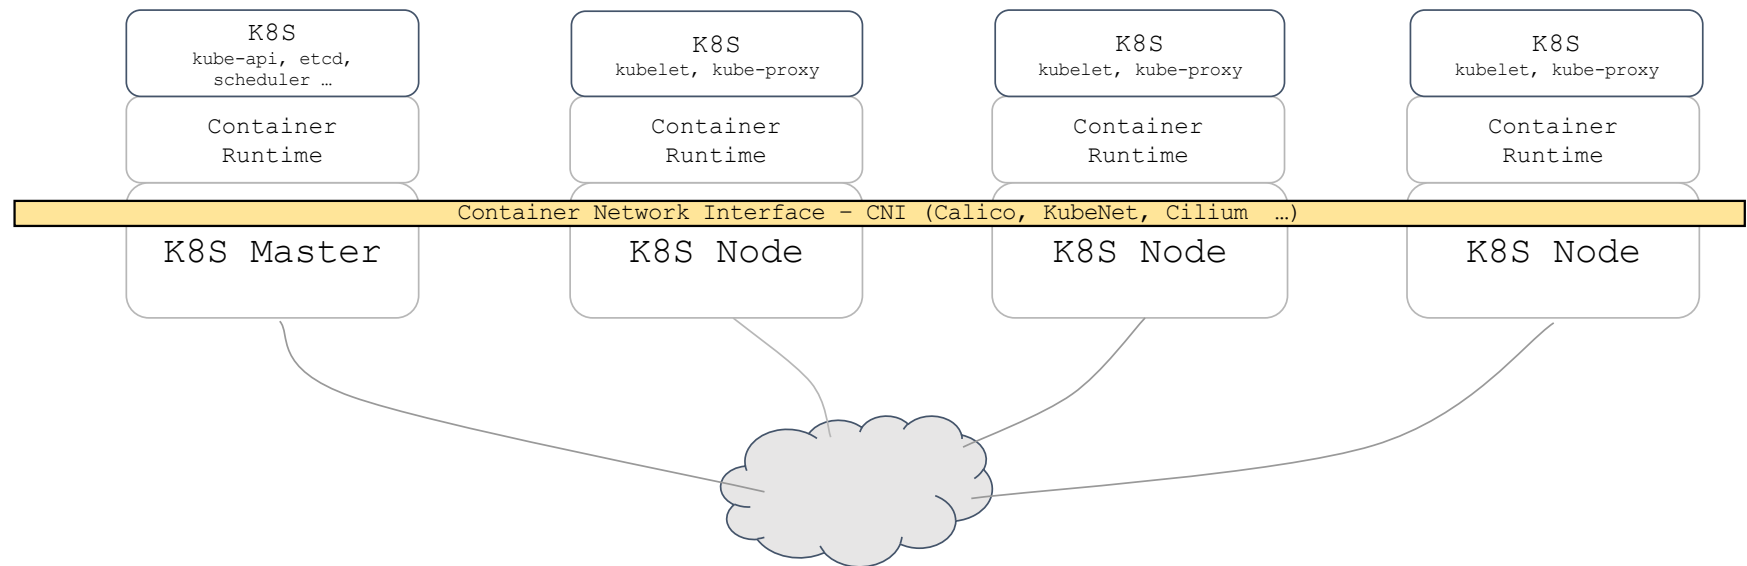 K8S
kube-api, etcd,
scheduler …
K8S
kubelet, kube-proxy
K8S
kubelet, kube-proxy
K8S
kubelet, kube-proxy
Container
Runtime
Container
Runtime
Container
Runtime
Container
Runtime
Container Network Interface – CNI (Calico, KubeNet, Cilium …)
K8S Master
K8S Node
K8S Node
K8S Node